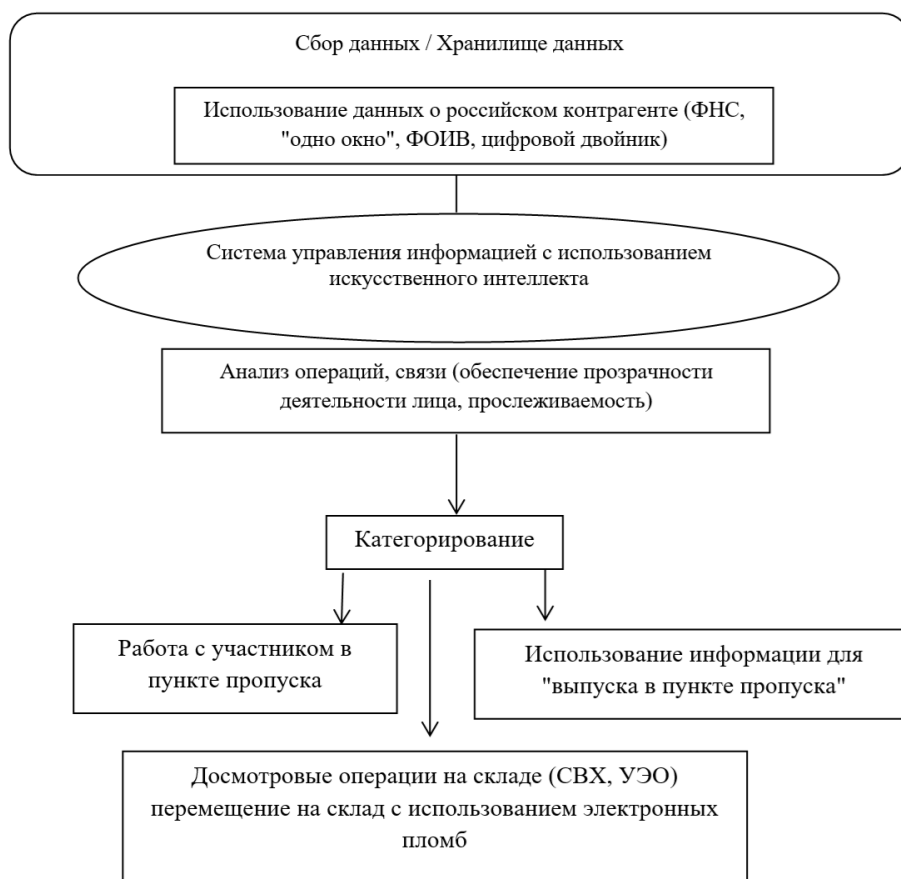 Сбор данных / Хранилище данных
Использование данных о российском контрагенте (ФНС,
"одно окно", ФОИВ, цифровой двойник)
Система управления информацией с использованием
искусственного интеллекта
Анализ операций, связи (обеспечение прозрачности
деятельности лица, прослеживаемость)
Категорирование
Работа с участником в
пункте пропуска
Использование информации для
"выпуска в пункте пропуска"
Досмотровые операции на складе (СВХ, УЭО)
перемещение на склад с использованием электронных
пломб